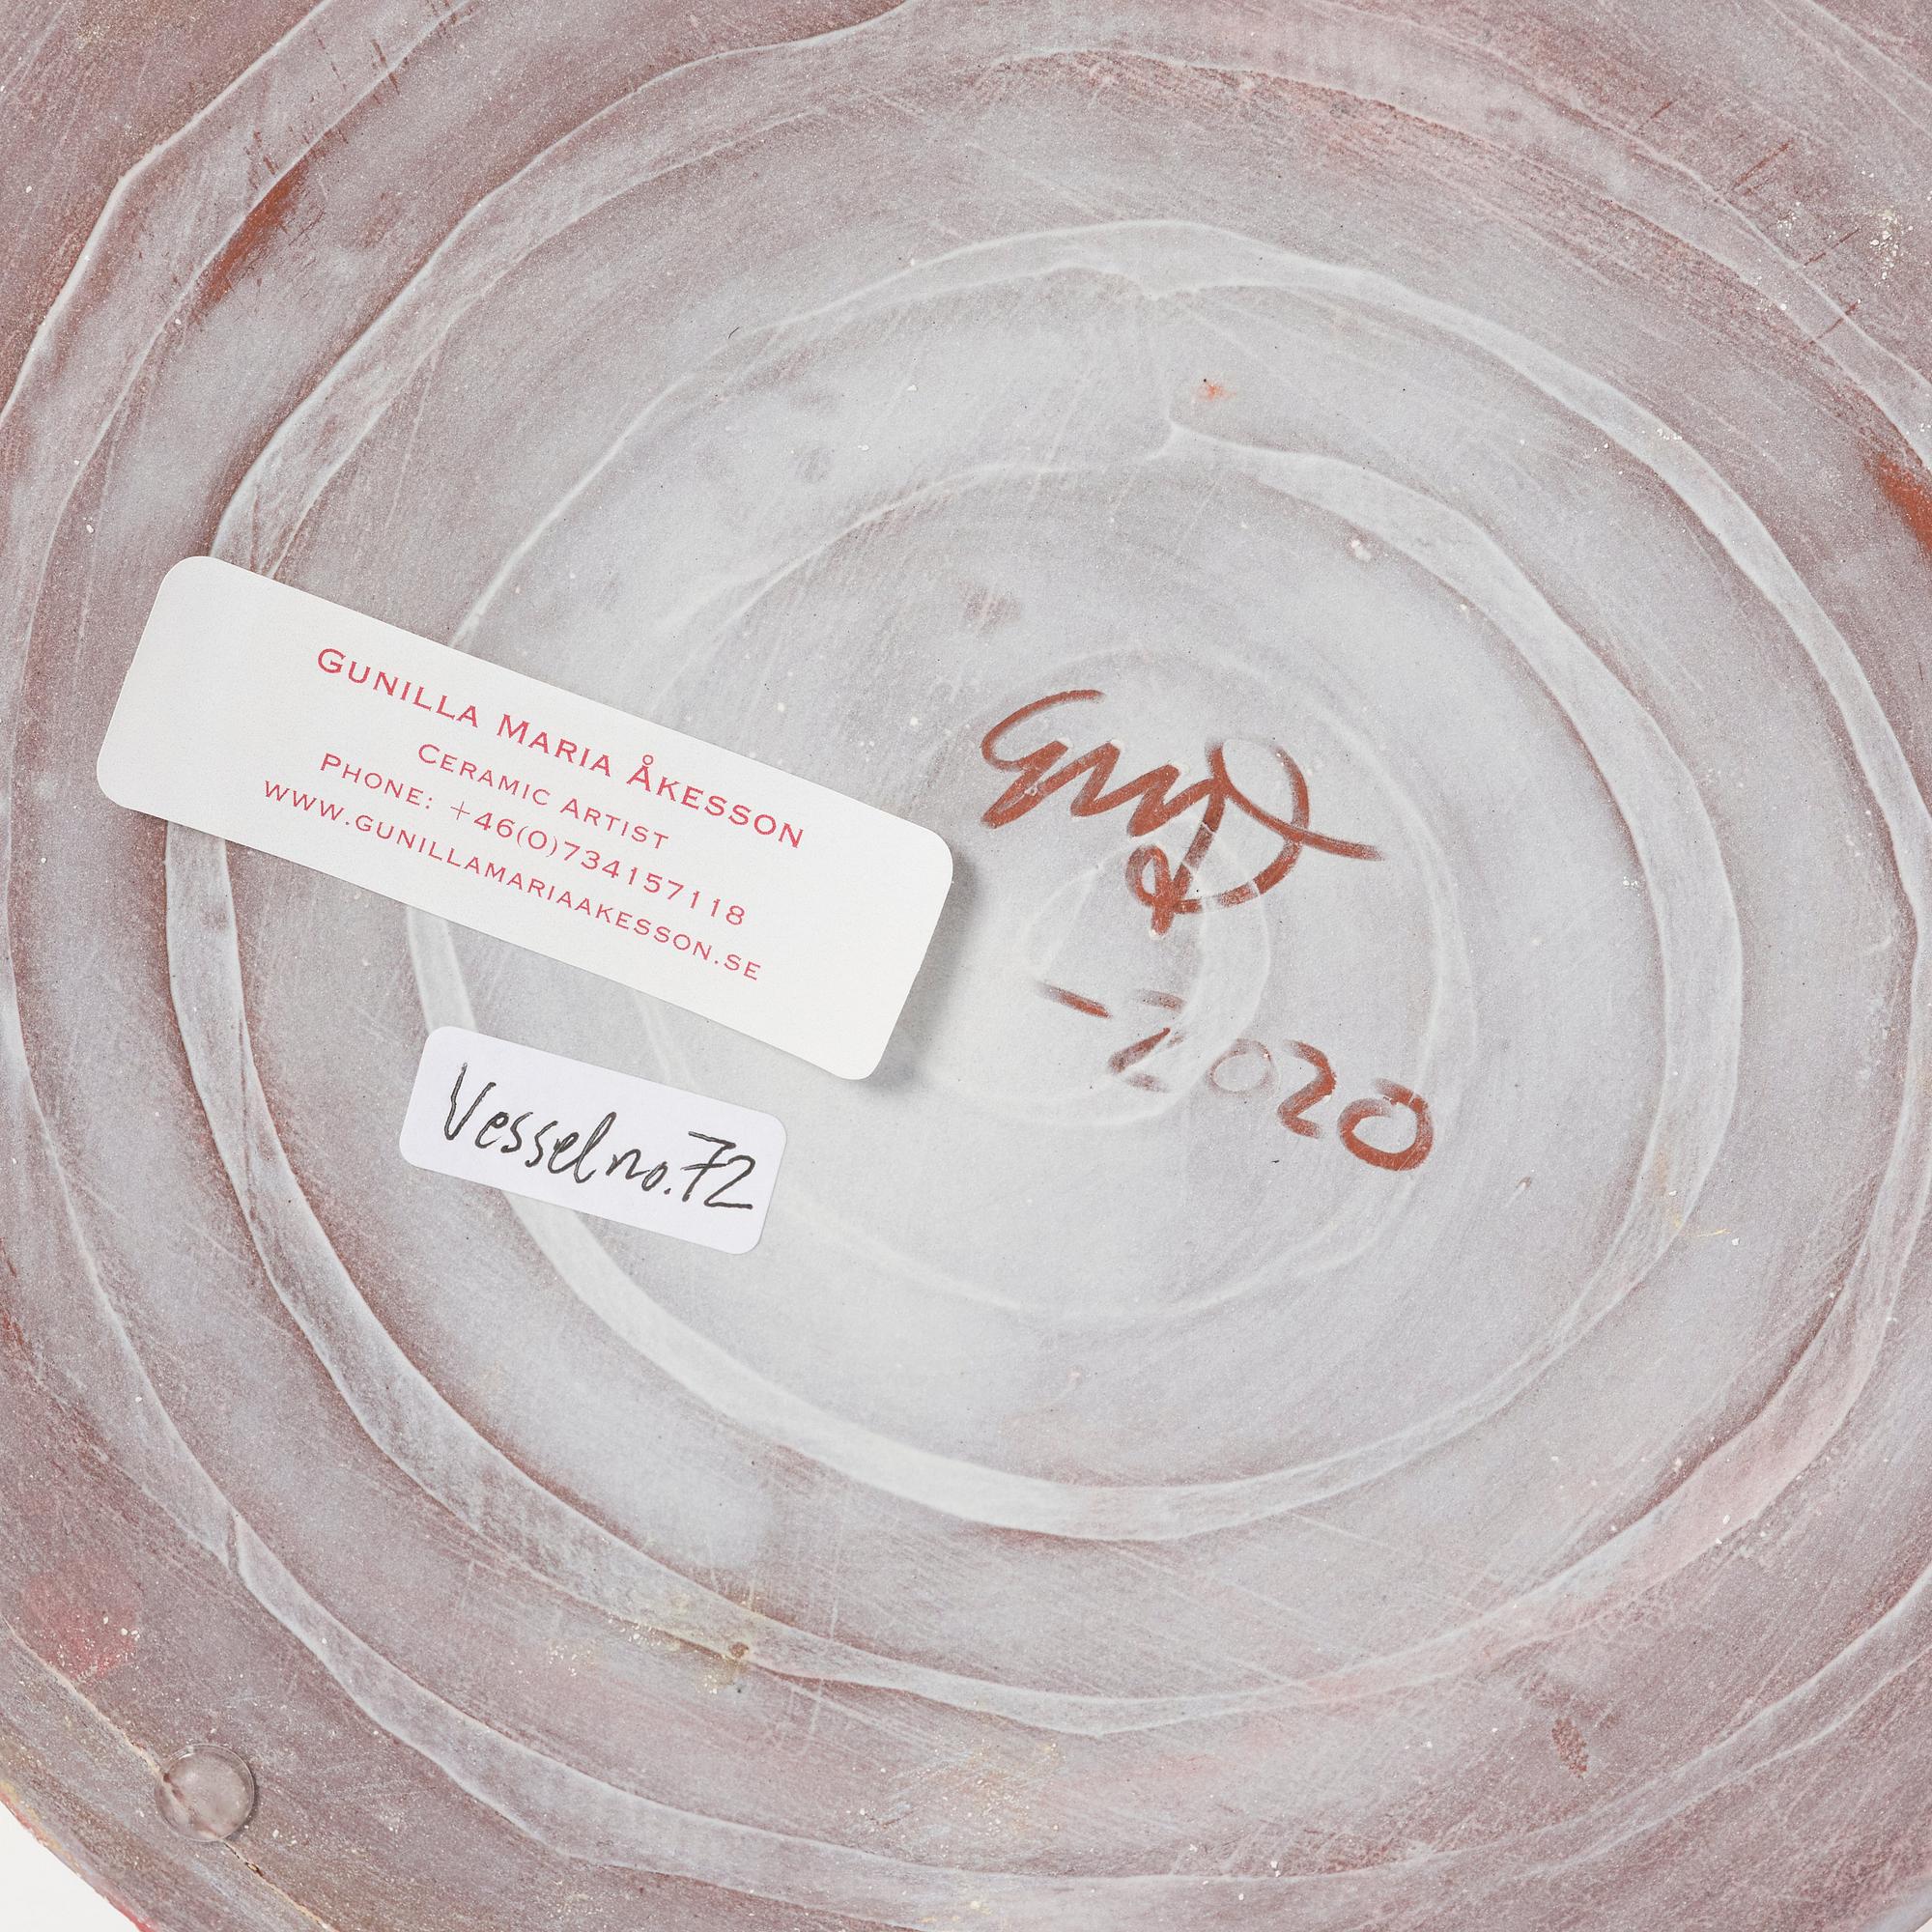 GUNILLA MARIA ÅKESSON
CERAMIC ARTIST
PHONE: +46(0)734157118
WWW.GUNILLAMARIAAKESSON.SE
Vessel no.72
-2020